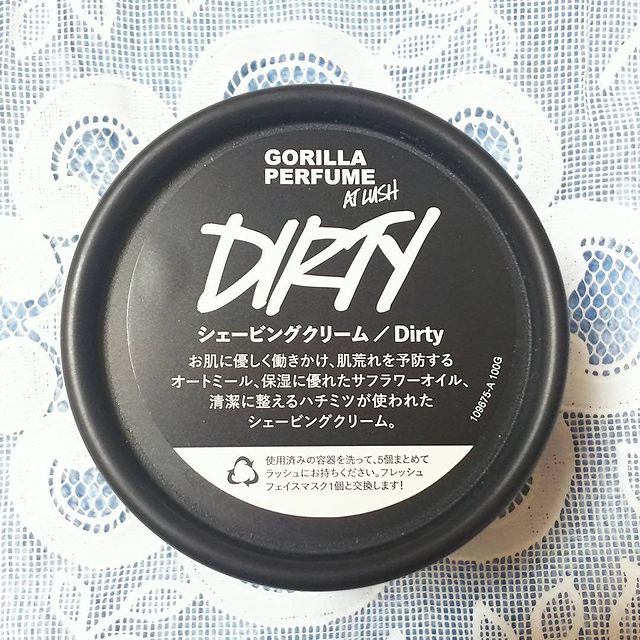 GORILLA
PERFUME
AT LUSH
DIRTY
シェービングクリーム／Dirty
お肌に優しく働きかけ、肌荒れを予防する
オートミール、保湿に優れたサフラワーオイル、
清潔に整えるハチミツが使われた
シェービングクリーム。
109675-A 100G
使用済みの容器を洗って、5個まとめて
ラッシュにお持ちください。フレッシュ
フェイスマスク1個と交換します!